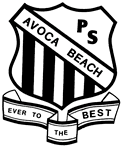 PS
AVOCA BEACH
EVER TO THE BEST